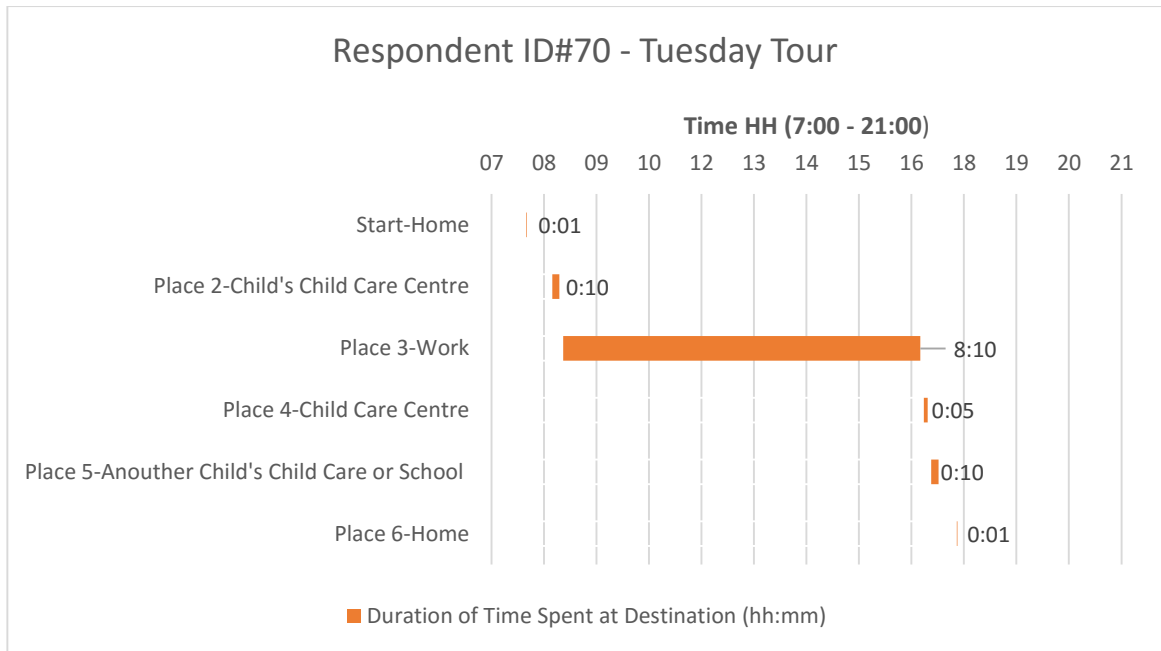 Respondent ID#70 - Tuesday Tour
Time HH (7:00 - 21:00)
07 08 09 10 12 13 14 15 16 18 19 20 21
Start-Home 0:01
Place 2-Child's Child Care Centre 0:10
Place 3-Work 8:10
Place 4-Child Care Centre 0:05
Place 5-Anouther Child's Child Care or School 0:10
Place 6-Home 0:01
Duration of Time Spent at Destination (hh:mm)